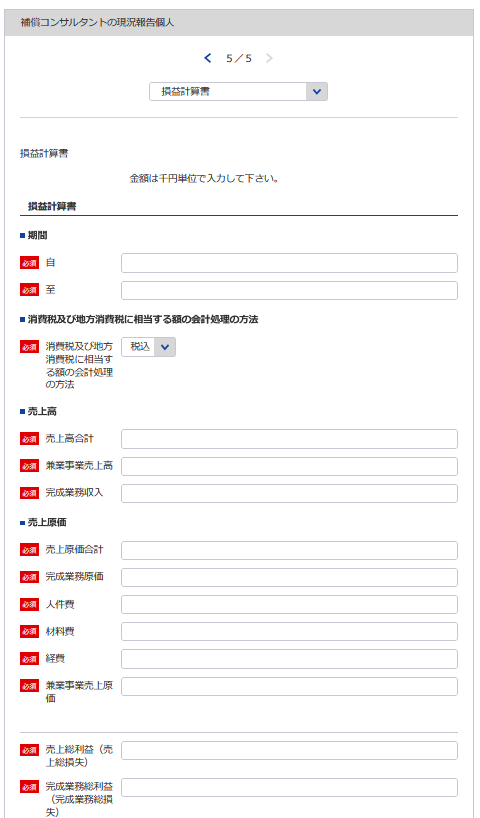 補償コンサルタントの現況報告個人
5／5
損益計算書
損益計算書
金額は千円単位で入力して下さい。
損益計算書
期間
必須 自
必須 至
消費税及び地方消費税に相当する額の会計処理の方法
必須 消費税及び地方 税込
消費税に相当す
る額の会計処理
の方法
売上高
必須 売上高合計
必須 兼業事業売上高
必須 完成業務収入
売上原価
必須 売上原価合計
必須 完成業務原価
必須 人件費
必須 材料費
必須 経費
必須 兼業事業売上原
価
必須 売上総利益（売
上総損失）
必須 完成業務総利益
（完成業務総損
失）